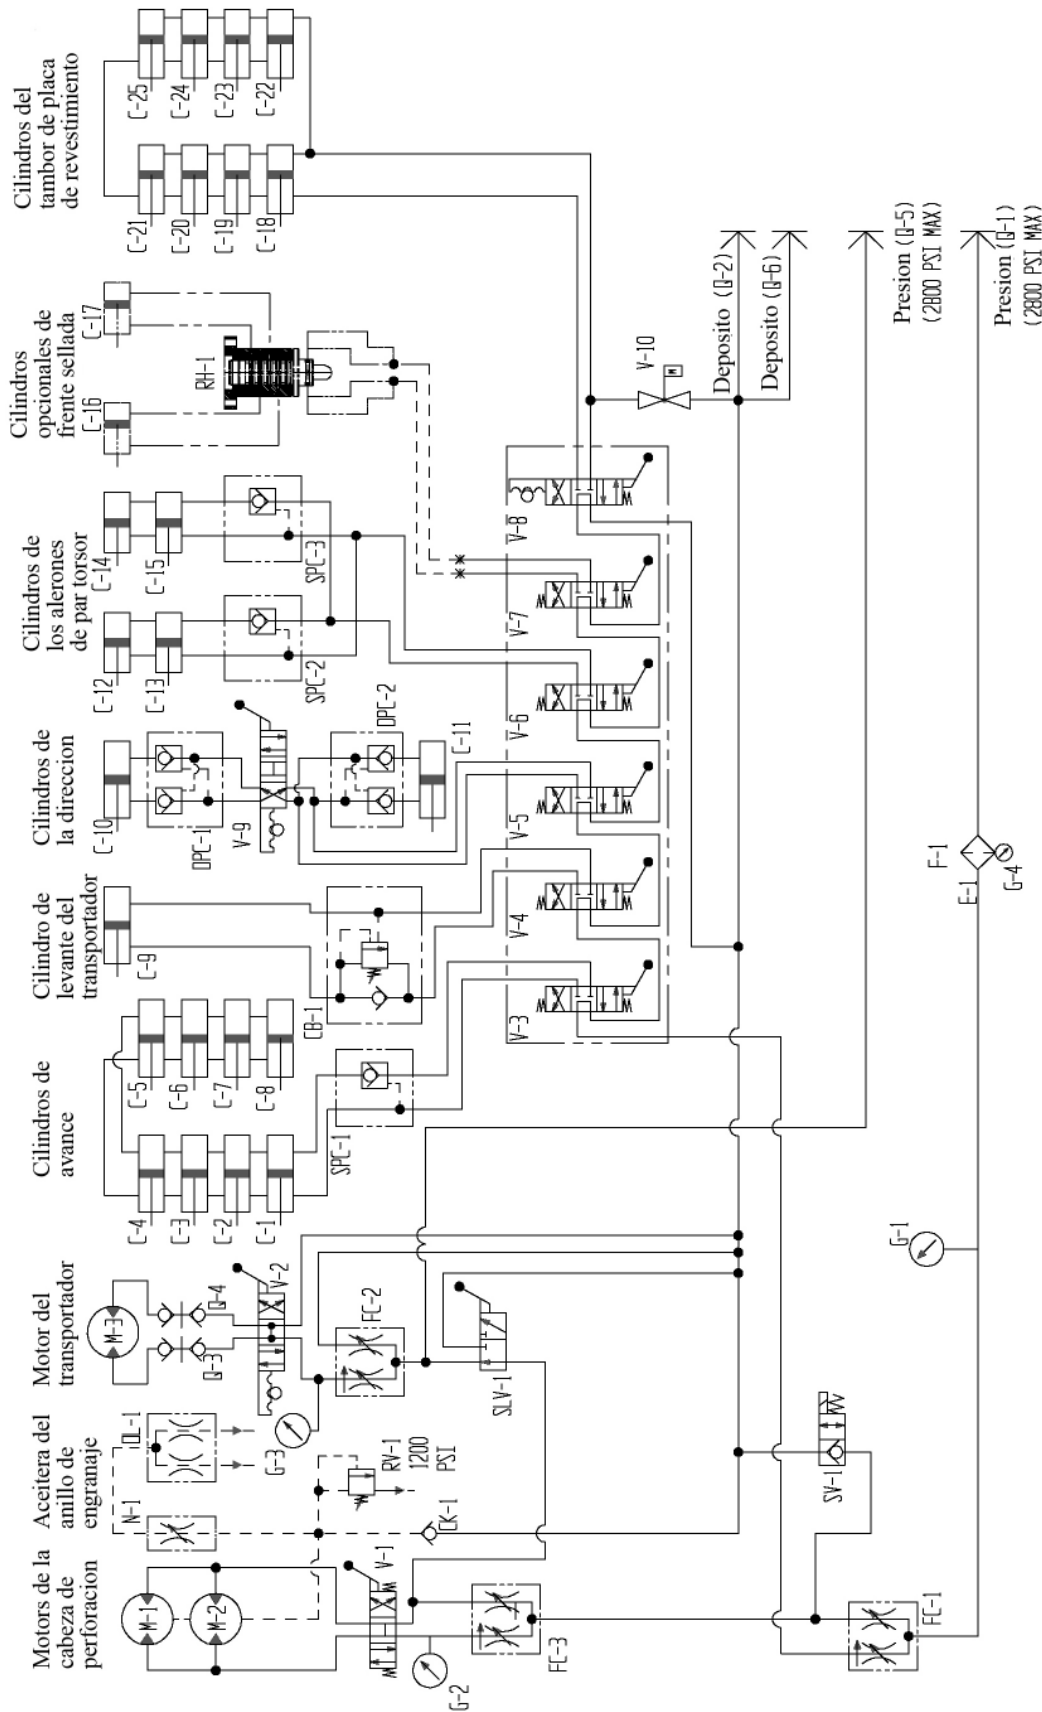 Motors de la
cabeza de
perforacion
Aceitera del
anillo de
engranaje
Motor del
transportador
Cilindros de
avance
Cilindro de
levante del
transportador
Cilindros de
la direccion
Cilindros de
los alerones
de par torsor
Cilindros
opcionales de
frente sellada
Cilindros del
tambor de placa
de revestimiento
M-1
M-2
N-1
OL-1
M-3
Q-3
Q-4
C-4
C-3
C-2
C-1
C-5
C-6
C-7
C-8
C-9
C-10
C-11
C-12
C-13
C-14
C-15
C-16
C-17
C-21
C-20
C-19
C-18
C-25
C-24
C-23
C-22
V-1
V-2
G-3
G-2
FC-2
FC-3
RV-1
1200
PSI
CK-1
SLV-1
SPC-1
CB-1
DPC-1
V-9
DPC-2
SPC-2
SPC-3
RH-1
V-3
V-4
V-5
V-6
V-7
V-8
V-10
M
SV-1
FC-1
G-1
E-1
F-1
G-4
Deposito (Q-2)
Deposito (Q-6)
Presion (Q-5)
(2800 PSI MAX)
Presion (Q-1)
(2800 PSI MAX)